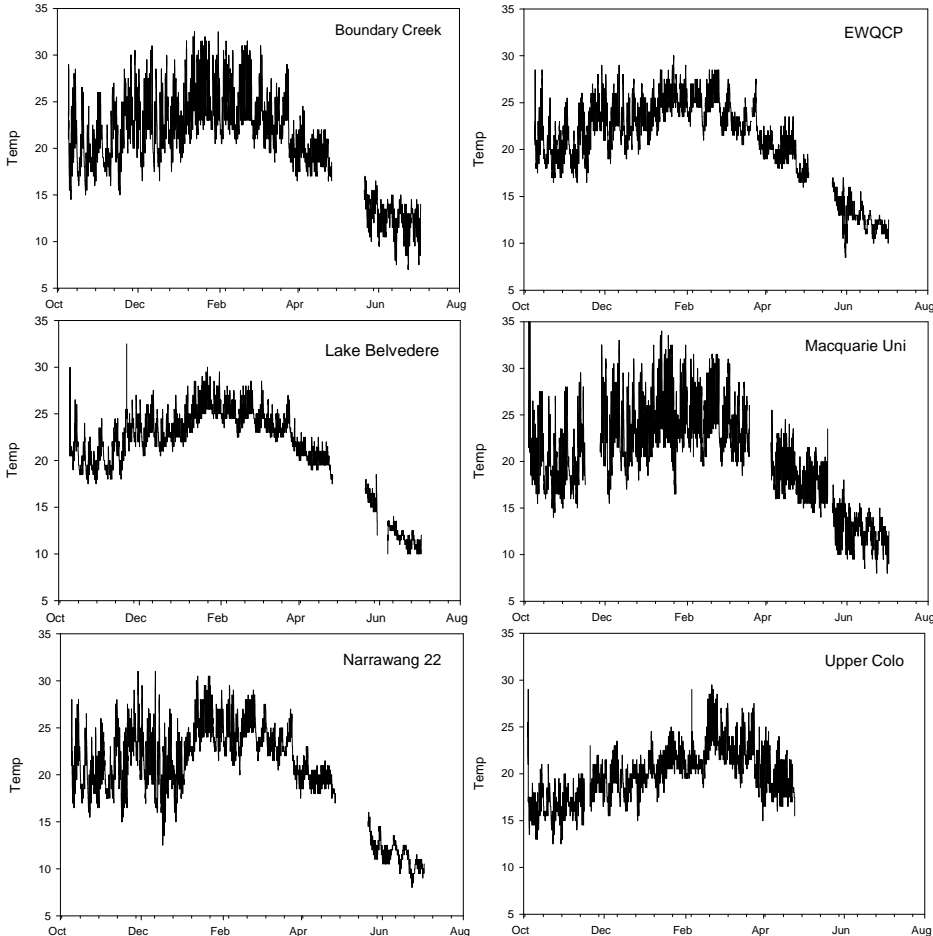 Boundary Creek
Temp
35
30
25
20
15
10
5
Oct Dec Feb Apr Jun Aug
EWQCP
Temp
35
30
25
20
15
10
5
Oct Dec Feb Apr Jun Aug
Lake Belvedere
Temp
35
30
25
20
15
10
5
Oct Dec Feb Apr Jun Aug
Macquarie Uni
Temp
35
30
25
20
15
10
5
Oct Dec Feb Apr Jun Aug
Narrawang 22
Temp
35
30
25
20
15
10
5
Oct Dec Feb Apr Jun Aug
Upper Colo
Temp
35
30
25
20
15
10
5
Oct Dec Feb Apr Jun Aug